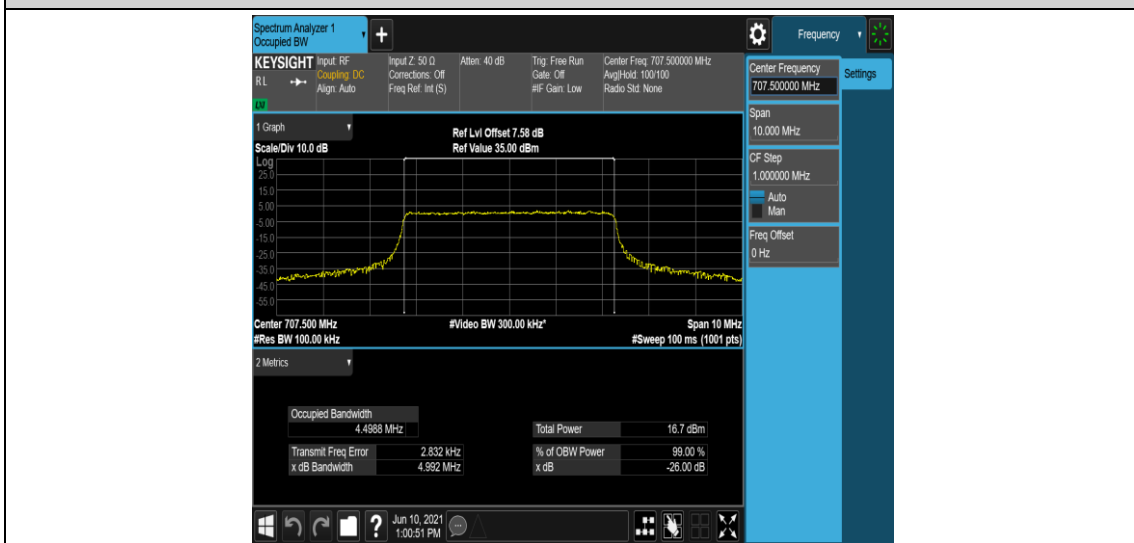 Spectrum Analyzer 1
Occupied BW
Frequency
KEYSIGHT
RL
LXI
Input: RF
Coupling: DC
Align: Auto
Input Z: 50 Ω
Corrections: Off
Freq Ref: Int (S)
Atten: 40 dB
Trig: Free Run
Gate: Off
#IF Gain: Low
Center Freq: 707.500000 MHz
Avg|Hold: 100/100
Radio Std: None
Center Frequency
707.500000 MHz
Settings
Span
10.000 MHz
CF Step
1.000000 MHz
Auto
Man
Freq Offset
0 Hz
1 Graph
Scale/Div 10.0 dB
Ref Lvl Offset 7.58 dB
Ref Value 35.00 dBm
Log
25.0
15.0
5.00
-5.00
-15.0
-25.0
-35.0
-45.0
-55.0
Center 707.500 MHz
#Video BW 300.00 kHz*
Span 10 MHz
#Res BW 100.00 kHz
#Sweep 100 ms (1001 pts)
2 Metrics
Occupied Bandwidth
4.4988 MHz
Total Power 16.7 dBm
Transmit Freq Error 2.832 kHz
% of OBW Power 99.00 %
x dB Bandwidth 4.992 MHz
x dB -26.00 dB
?
Jun 10, 2021
1:00:51 PM